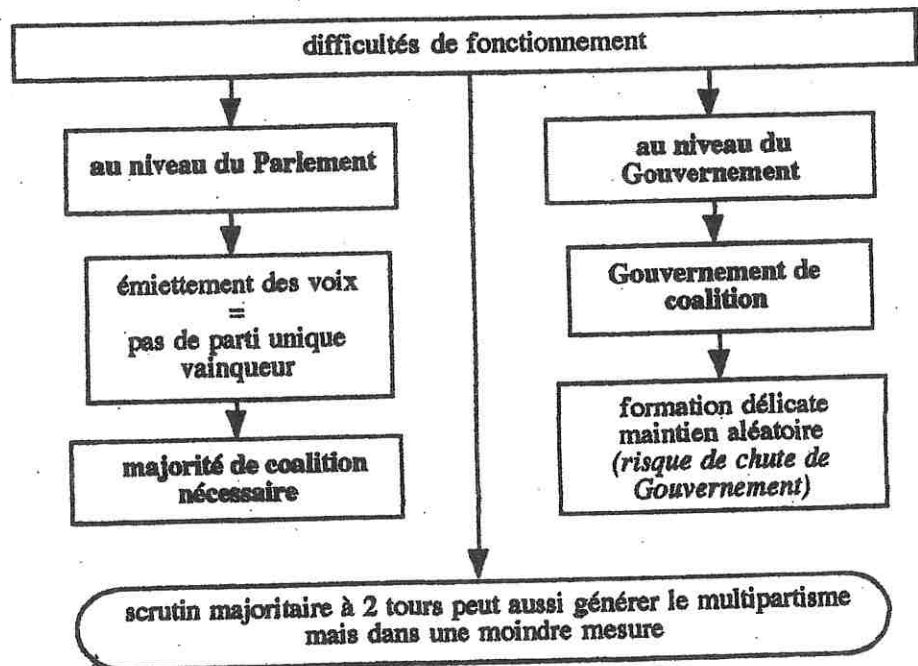 difficultés de fonctionnement
au niveau du Parlement
émiettement des voix
=
pas de parti unique
vainqueur
majorité de coalition
nécessaire
au niveau du
Gouvernement
Gouvernement de
coalition
formation délicate
maintien aléatoire
(risque de chute de
Gouvernement)
scrutin majoritaire à 2 tours peut aussi générer le multipartisme
mais dans une moindre mesure